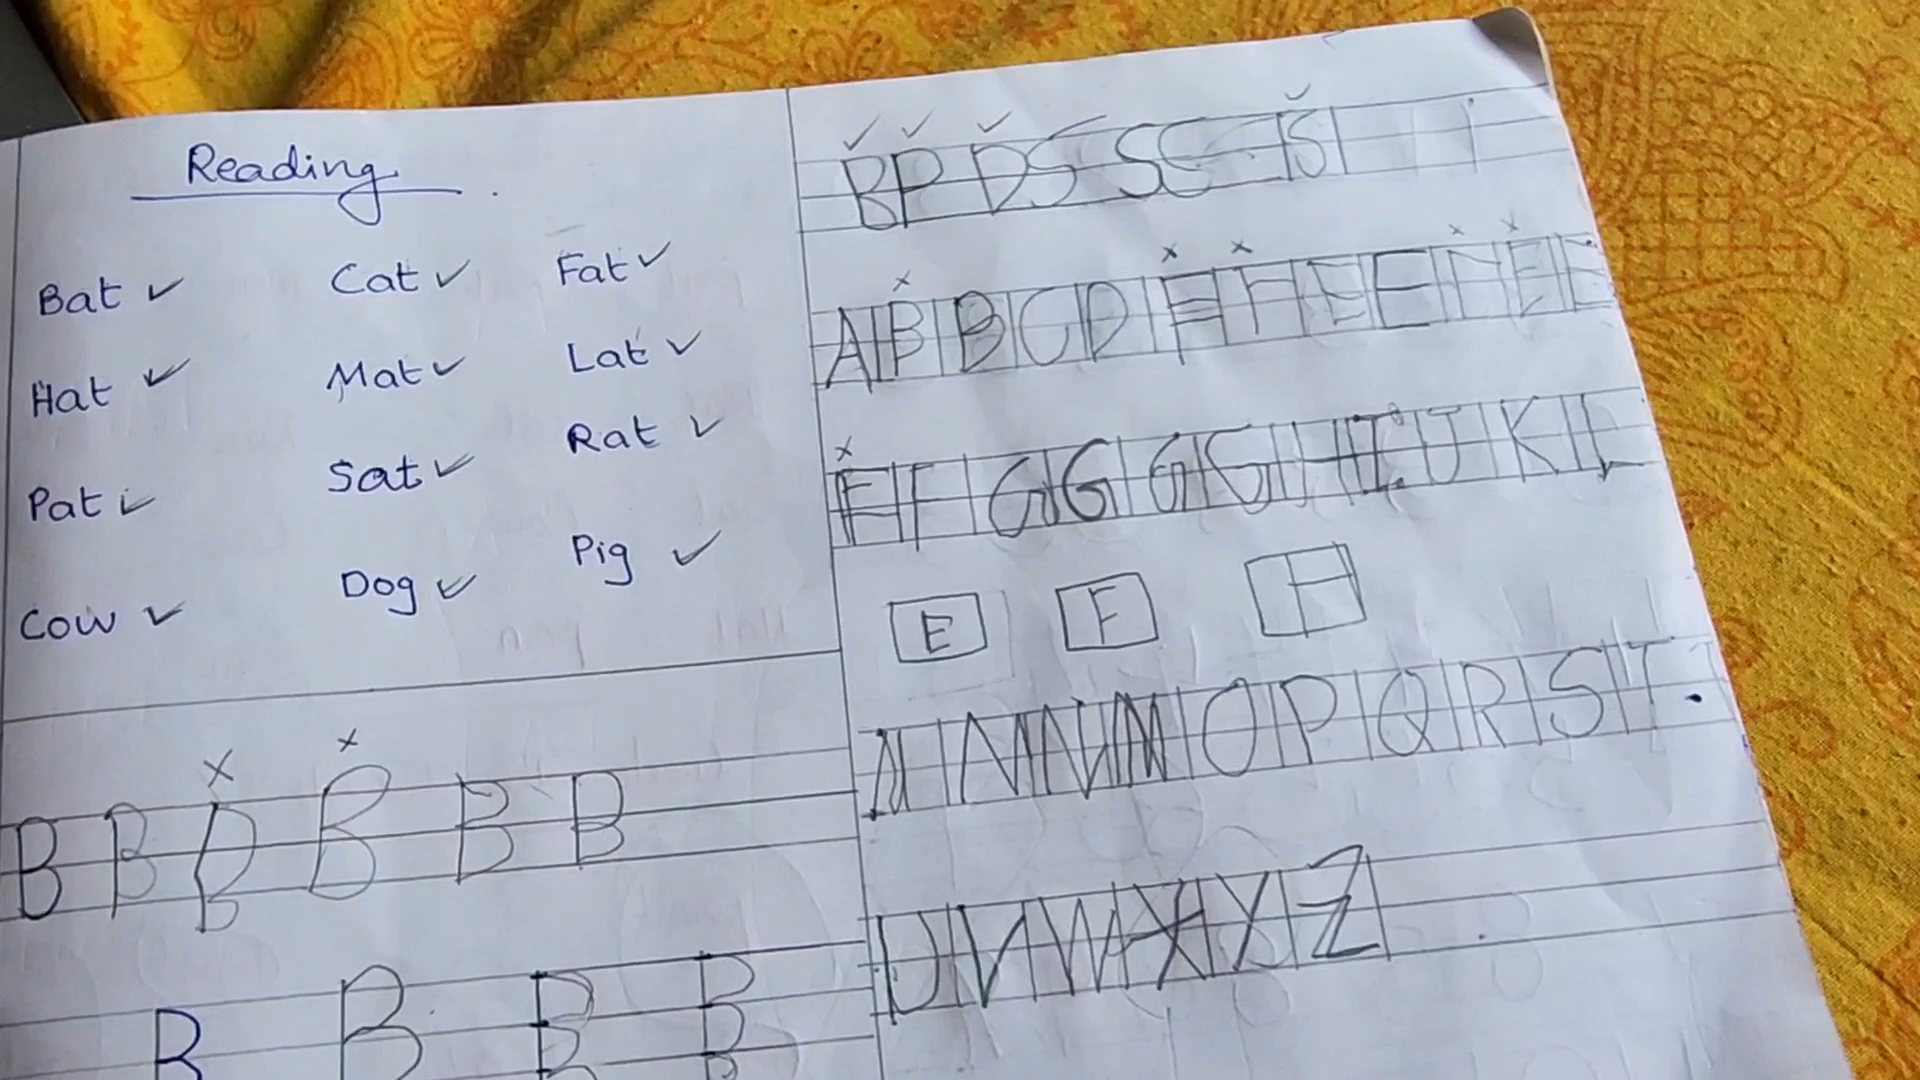 Reading
Bat ✓ Cat ✓ Fat ✓
Hat ✓ Mat ✓ Lat ✓
Pat ✓ Sat ✓ Rat ✓
Cow ✓ Dog ✓ Pig ✓
B B B B B
B B B B
B P D S S S S
A B B C D F F E E F E E
E F G G G G H I J K L
E F
N N N N O P Q R S T
U V W X Y Z